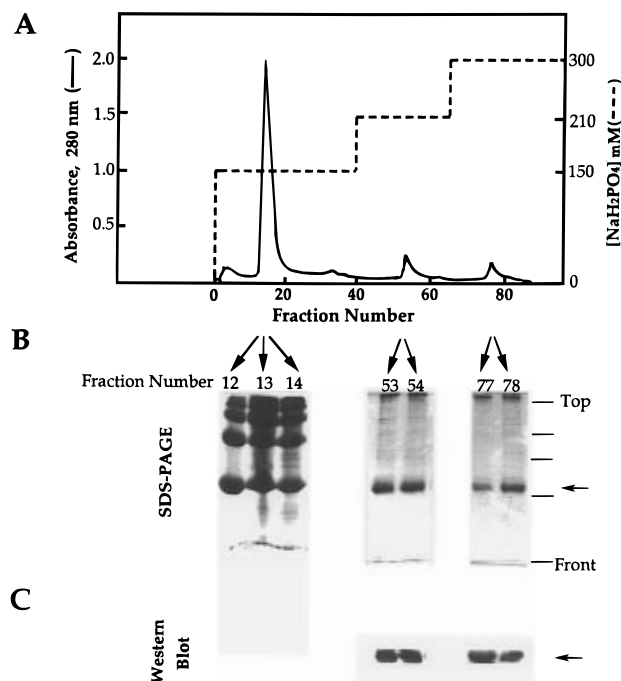 A
Absorbance, 280 nm (—)
2.0
1.5
1.0
0.5
300
210
150
0
[NaH2PO4] mM(---)
0 20 40 60 80
Fraction Number
B
Fraction Number 12 13 14 53 54 77 78
Top
SDS-PAGE
Front
C
Western
Blot